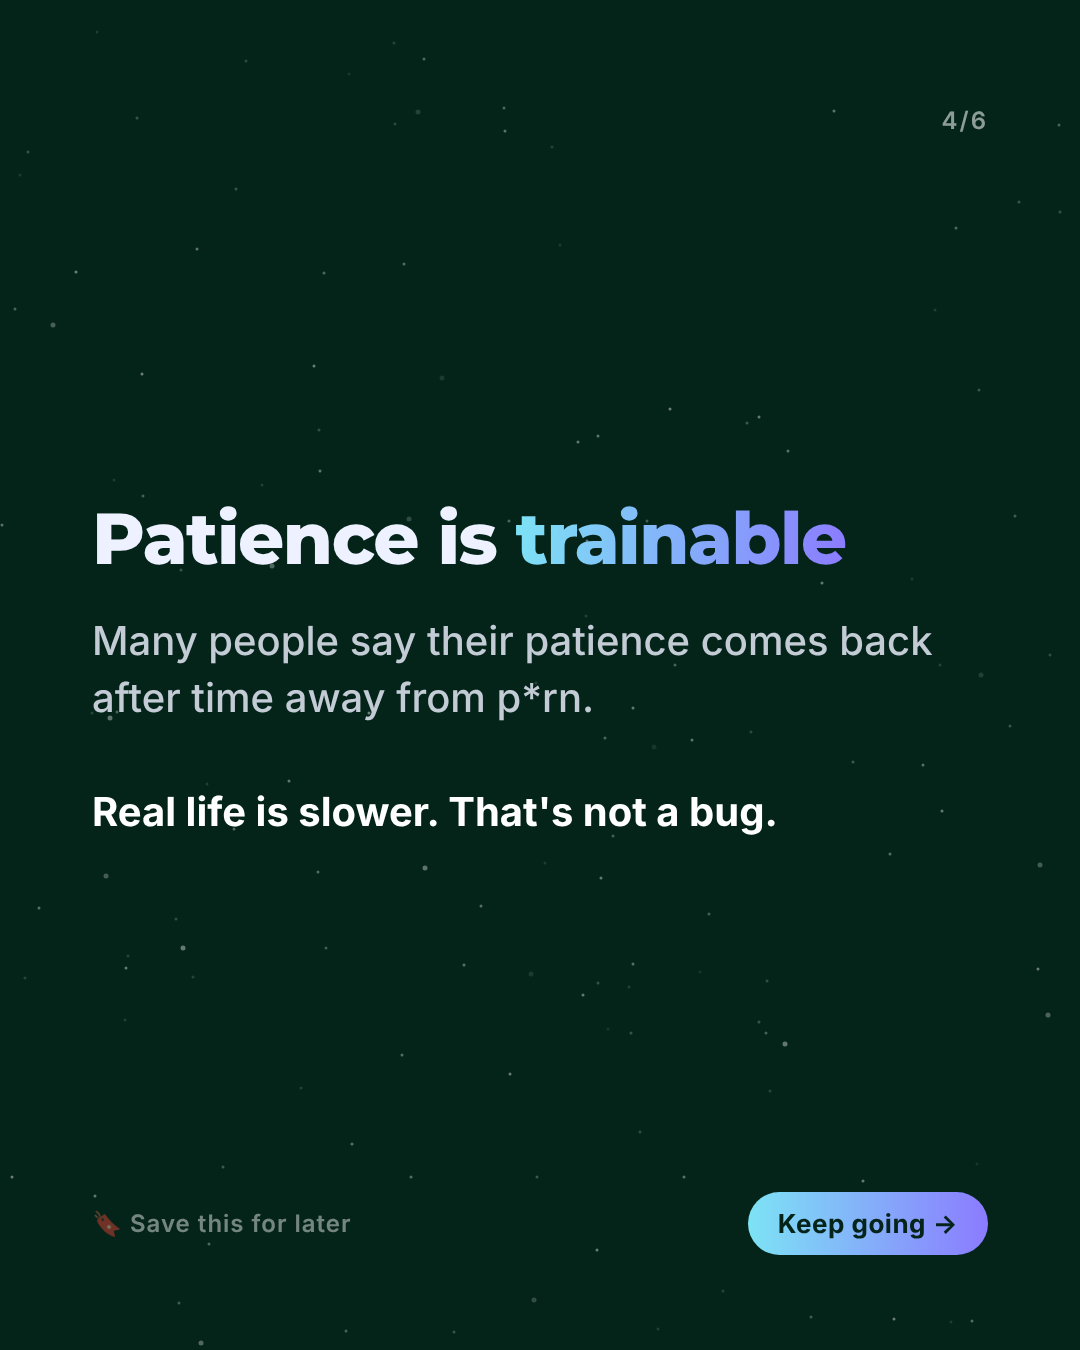 4/6
Patience is trainable
Many people say their patience comes back
after time away from p*rn.
Real life is slower. That's not a bug.
🔖 Save this for later
Keep going →